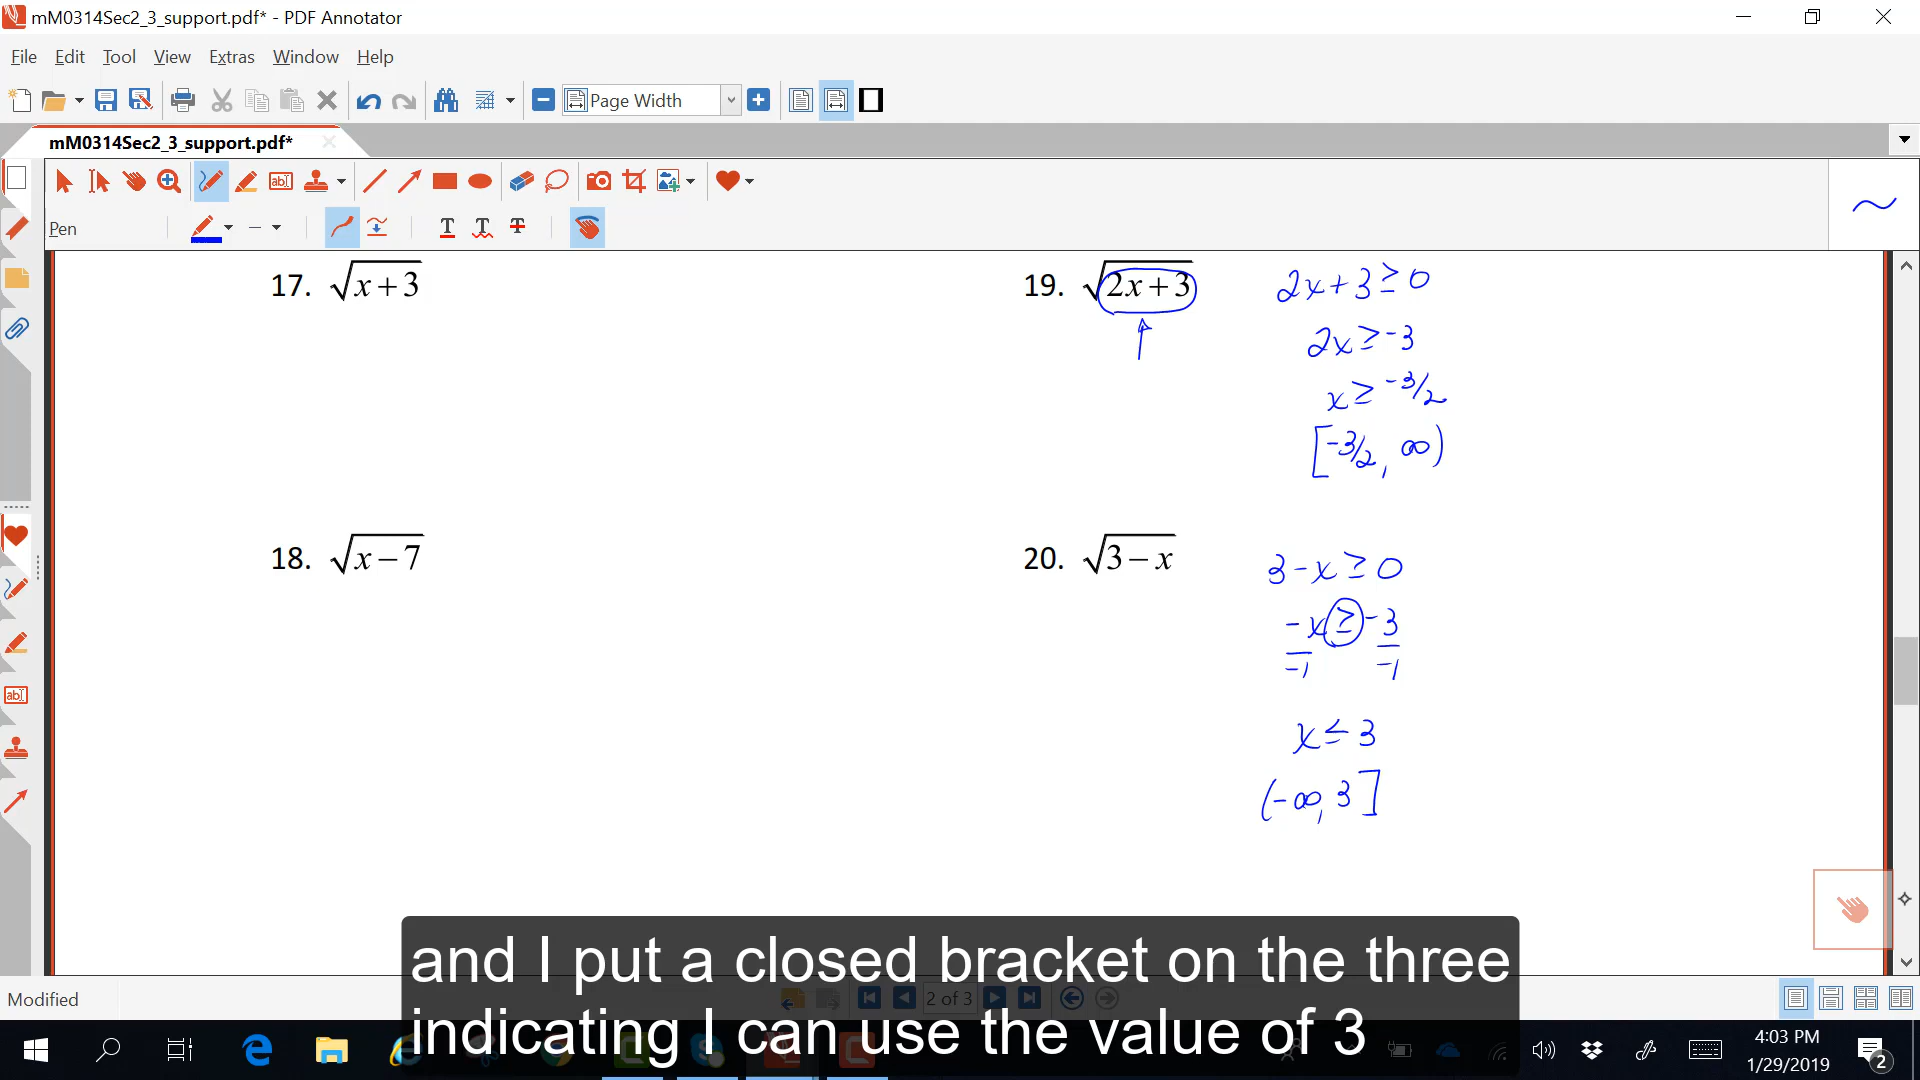 mM0314Sec2_3_support.pdf* - PDF Annotator
File Edit Tool View Extras Window Help
Page Width
mM0314Sec2_3_support.pdf*
Pen
17. √x+3
19. √2x+3
2x+3≥0
2x≥-3
x≥-3/2
[-3/2, ∞)
18. √x−7
20. √3−x
3-x≥0
-x≥-3
-1 -1
x≤3
(-∞,3]
and I put a closed bracket on the three
indicating I can use the value of 3
Modified
2 of 3
4:03 PM
1/29/2019
2